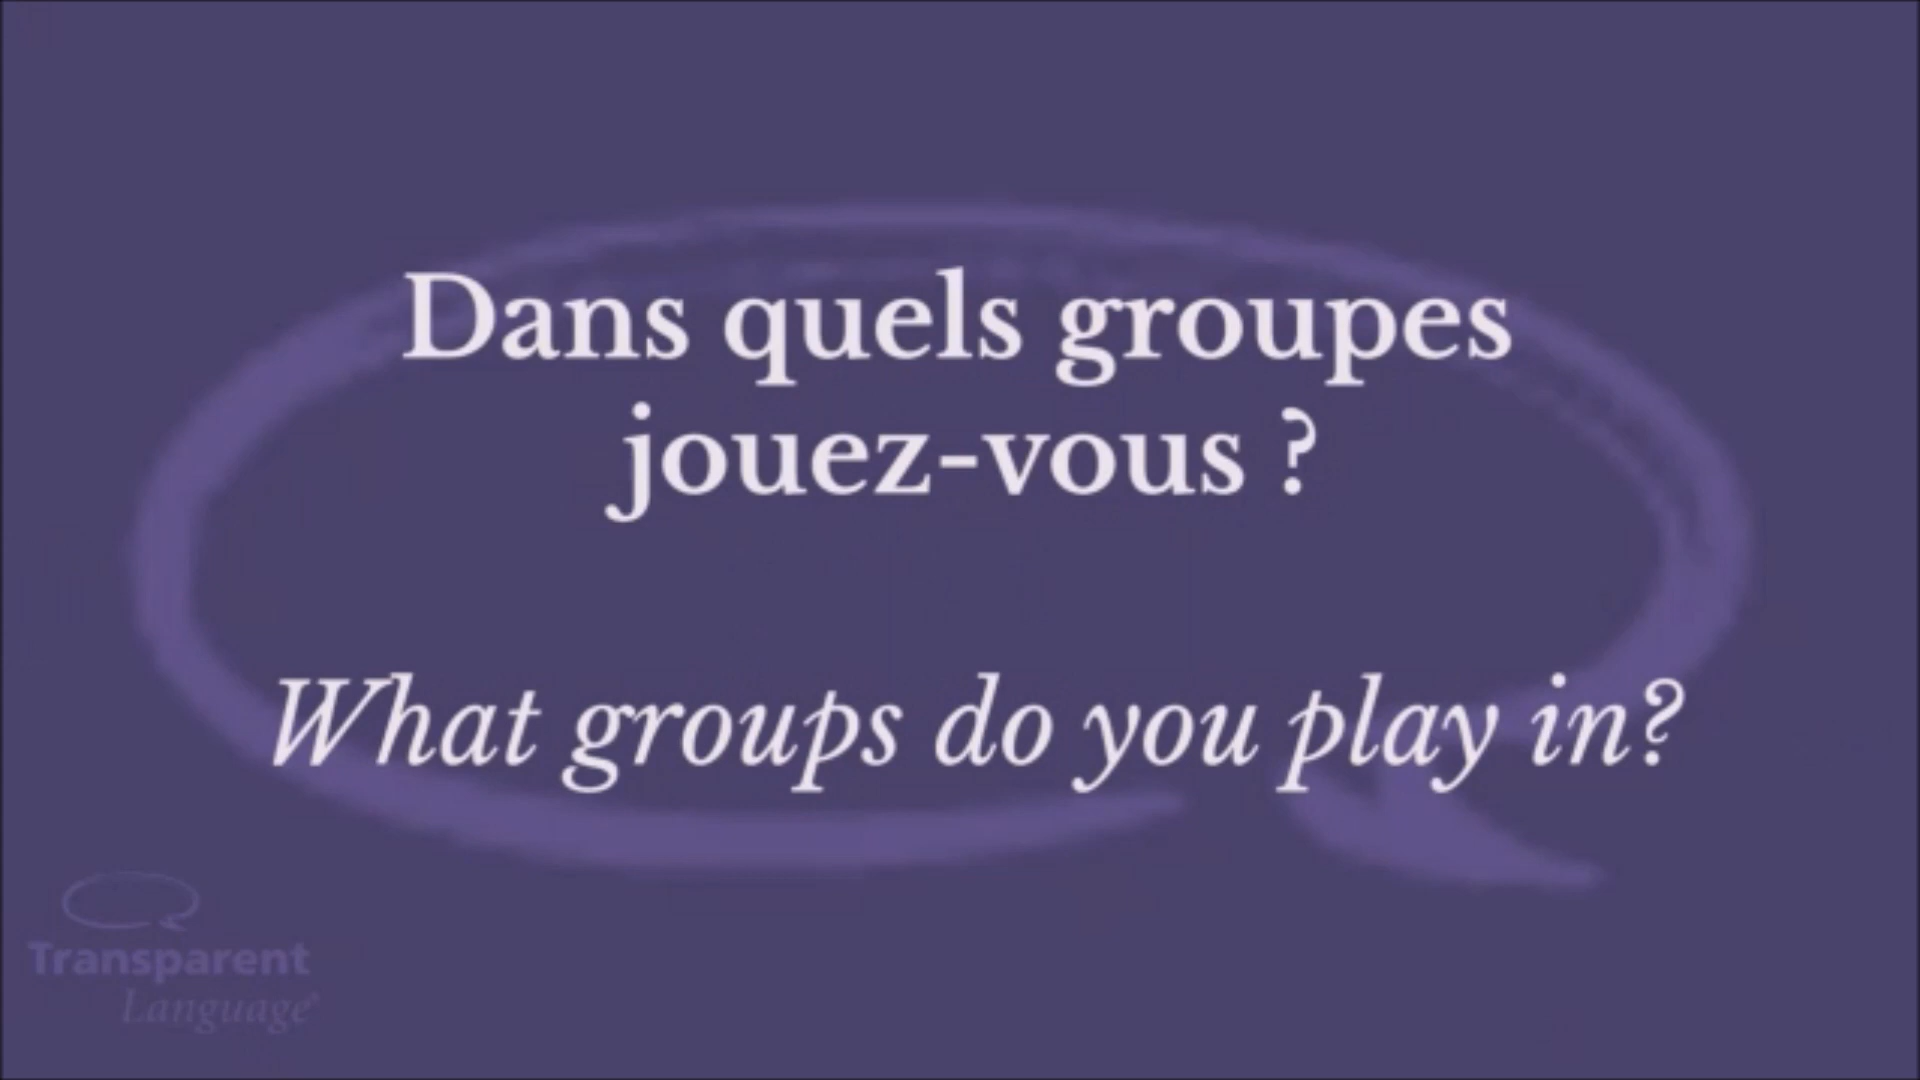 Dans quels groupes
jouez-vous ?
What groups do you play in?
Transparent
Language®